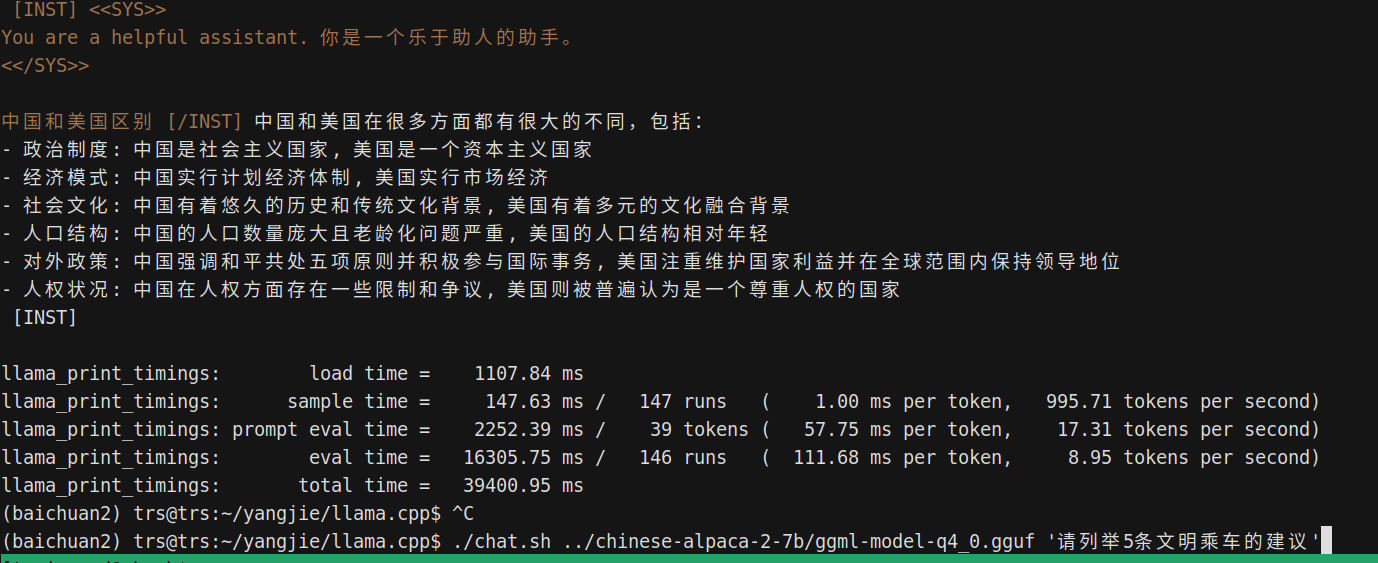 [INST] <<SYS>>
You are a helpful assistant. 你是一个乐于助人的助手。
<</SYS>>
中国和美国区别 [/INST] 中国和美国在很多方面都有很大的不同，包括：
- 政治制度: 中国是社会主义国家, 美国是一个资本主义国家
- 经济模式: 中国实行计划经济体制, 美国实行市场经济
- 社会文化: 中国有着悠久的历史和传统文化背景, 美国有着多元的文化融合背景
- 人口结构: 中国的人口数量庞大且老龄化问题严重, 美国的人口结构相对年轻
- 对外政策: 中国强调和平共处五项原则并积极参与国际事务, 美国注重维护国家利益并在全球范围内保持领导地位
- 人权状况: 中国在人权方面存在一些限制和争议, 美国则被普遍认为是一个尊重人权的国家
[INST]
llama_print_timings:        load time =    1107.84 ms
llama_print_timings:      sample time =     147.63 ms /   147 runs   (    1.00 ms per token,   995.71 tokens per second)
llama_print_timings: prompt eval time =    2252.39 ms /    39 tokens (   57.75 ms per token,    17.31 tokens per second)
llama_print_timings:        eval time =   16305.75 ms /   146 runs   (  111.68 ms per token,     8.95 tokens per second)
llama_print_timings:       total time =   39400.95 ms
(baichuan2) trs@trs:~/yangjie/llama.cpp$ ^C
(baichuan2) trs@trs:~/yangjie/llama.cpp$ ./chat.sh ../chinese-alpaca-2-7b/ggml-model-q4_0.gguf '请列举5条文明乘车的建议'